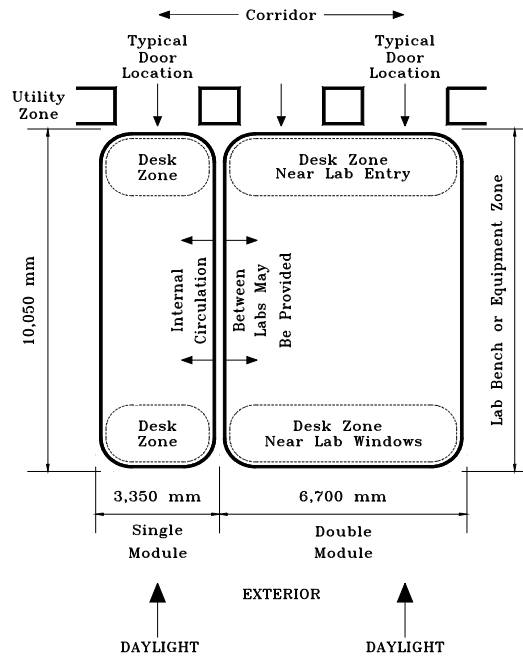 Corridor
Typical
Door
Location
Typical
Door
Location
Utility
Zone
Desk
Zone
Desk Zone
Near Lab Entry
10,050 mm
Internal
Circulation
Between
Labs May
Be Provided
Lab Bench or Equipment Zone
Desk
Zone
Desk Zone
Near Lab Windows
3,350 mm
6,700 mm
Single
Module
Double
Module
EXTERIOR
DAYLIGHT
DAYLIGHT